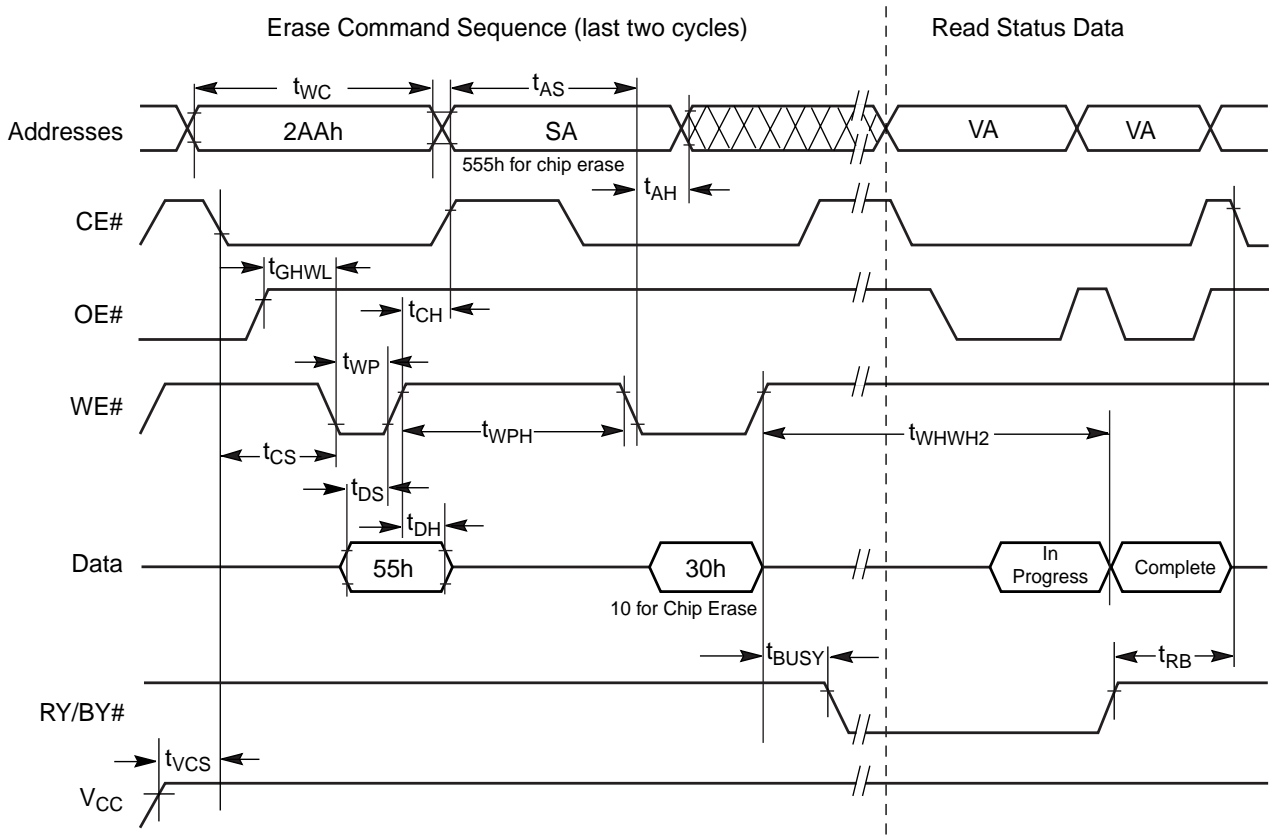 Erase Command Sequence (last two cycles)
Read Status Data
tWC
tAS
Addresses
2AAh
SA
VA
VA
555h for chip erase
tAH
CE#
tGHWL
OE#
tCH
tWP
WE#
tWPH
tWHWH2
tCS
tDS
tDH
Data
55h
30h
In
Progress
Complete
10 for Chip Erase
tBUSY
tRB
RY/BY#
tVCS
VCC